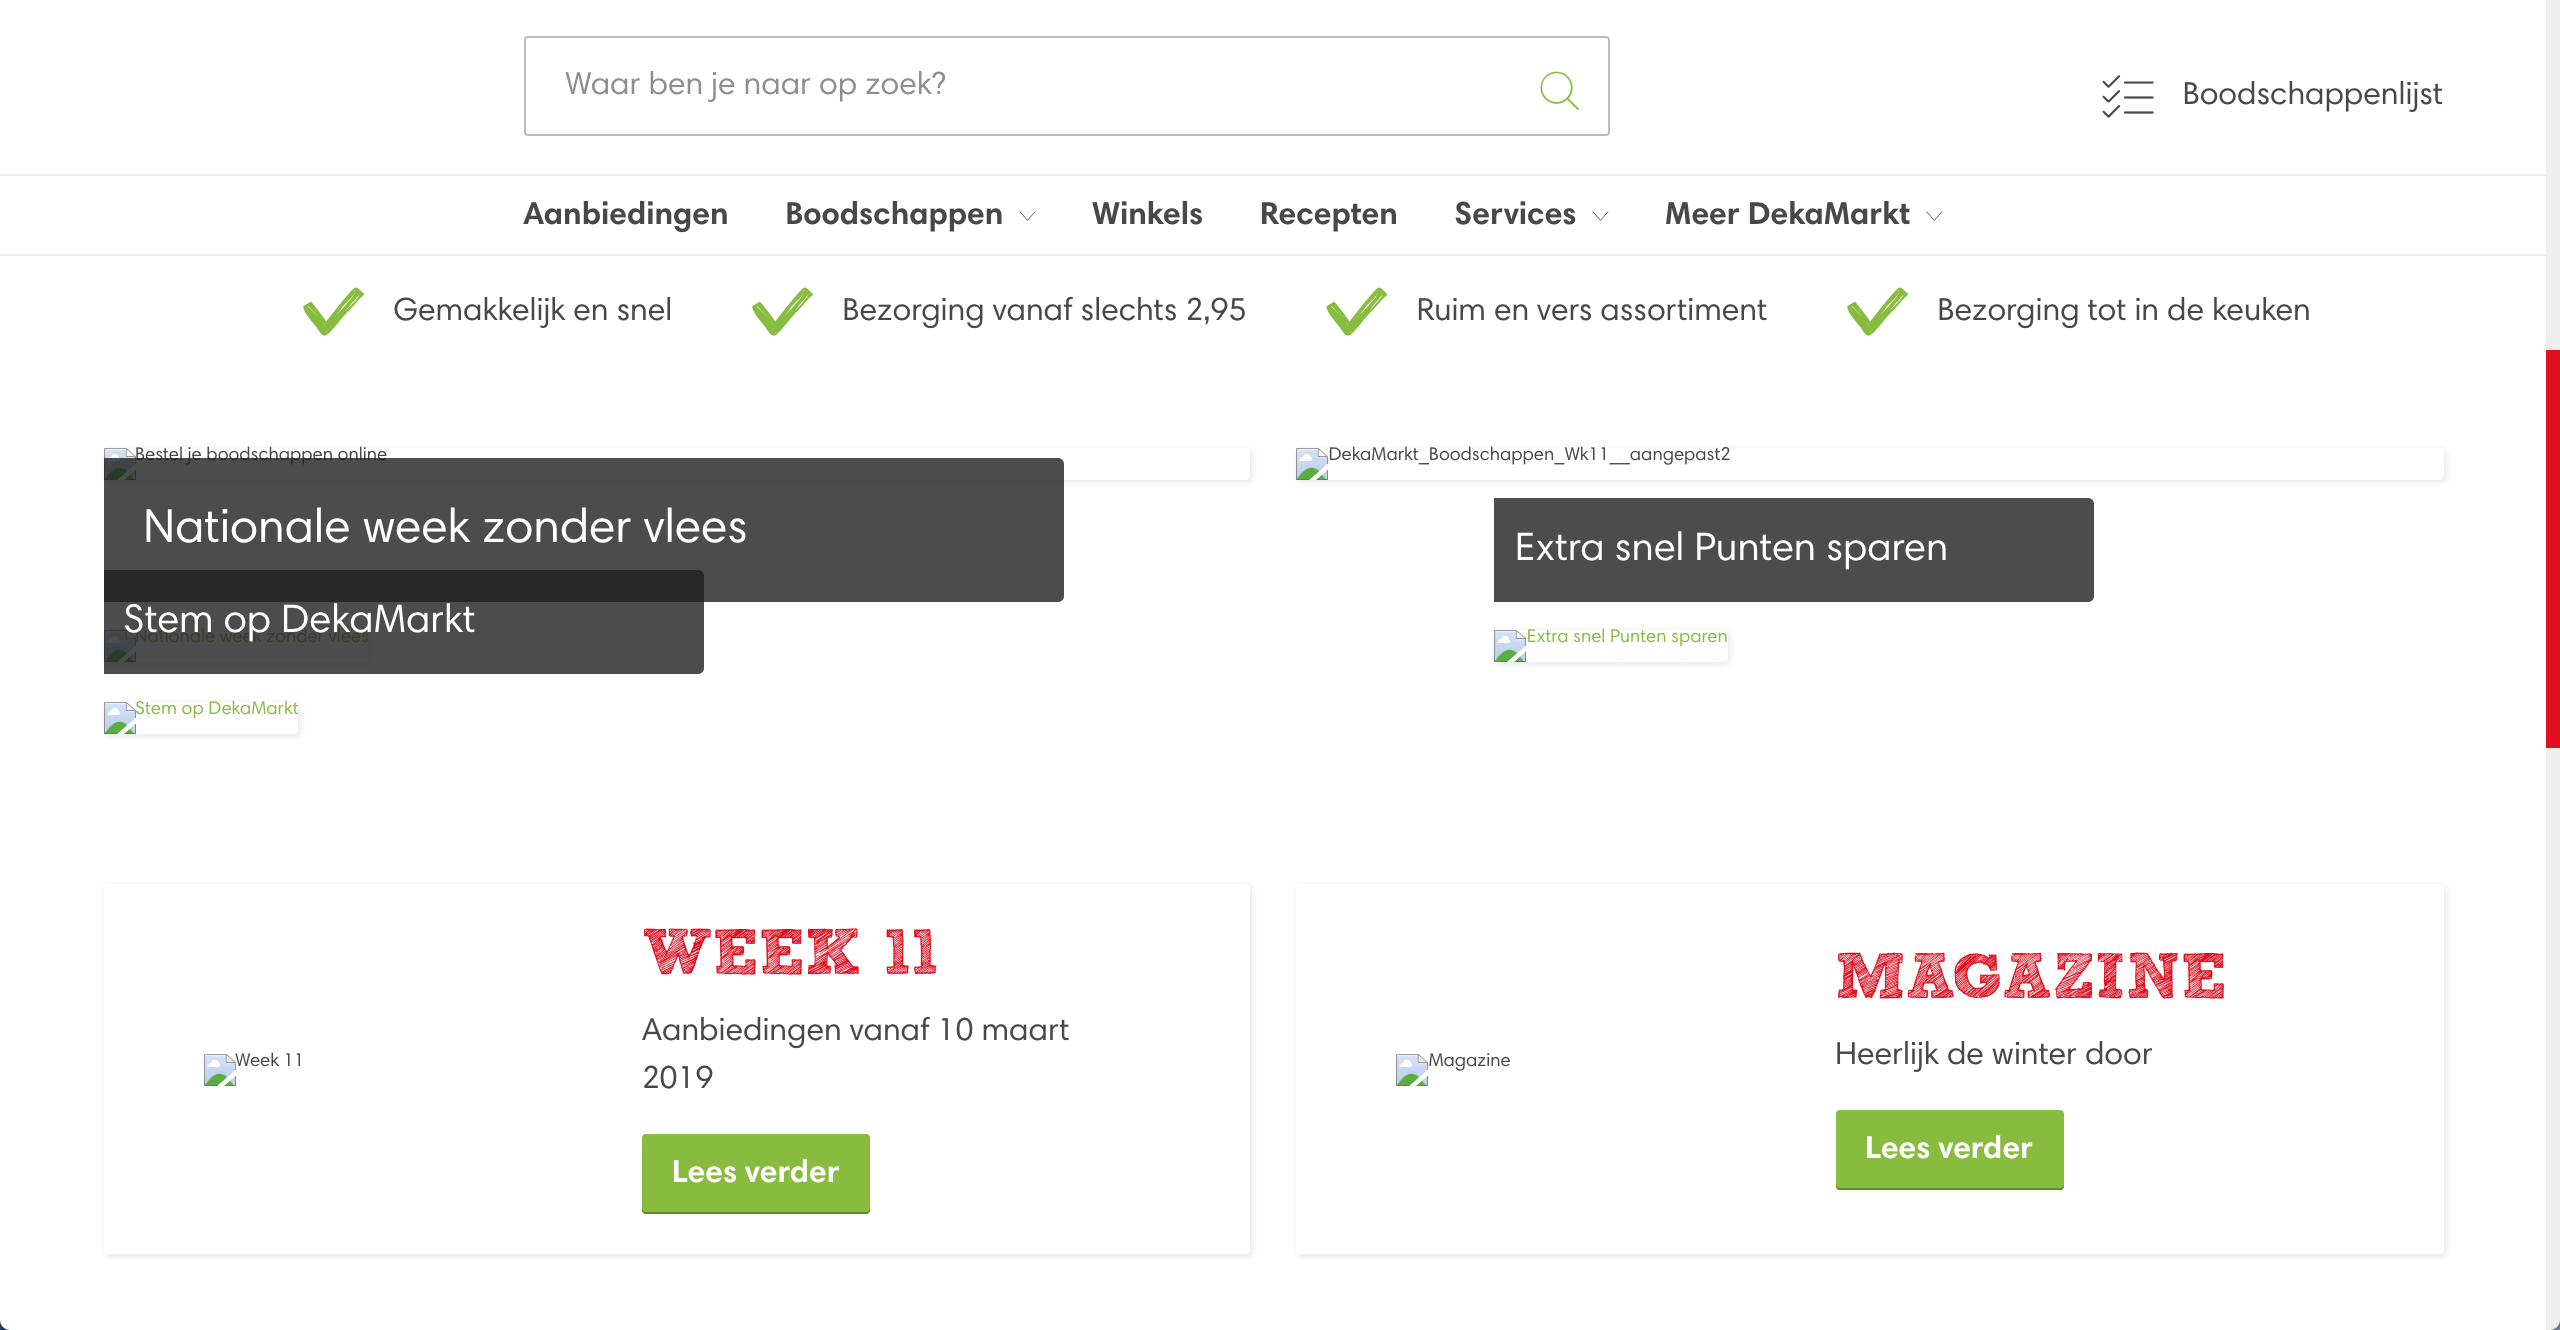 Waar ben je naar op zoek?
Boodschappenlijst
Aanbiedingen
Boodschappen
Winkels
Recepten
Services
Meer DekaMarkt
Gemakkelijk en snel
Bezorging vanaf slechts 2,95
Ruim en vers assortiment
Bezorging tot in de keuken
Bestel je boodschappen online
DekaMarkt_Boodschappen_Wk11__aangepast2
Nationale week zonder vlees
Extra snel Punten sparen
Stem op DekaMarkt
Nationale week zonder vlees
Extra snel Punten sparen
Stem op DekaMarkt
Week 11
WEEK 11
Aanbiedingen vanaf 10 maart
2019
Lees verder
Magazine
MAGAZINE
Heerlijk de winter door
Lees verder